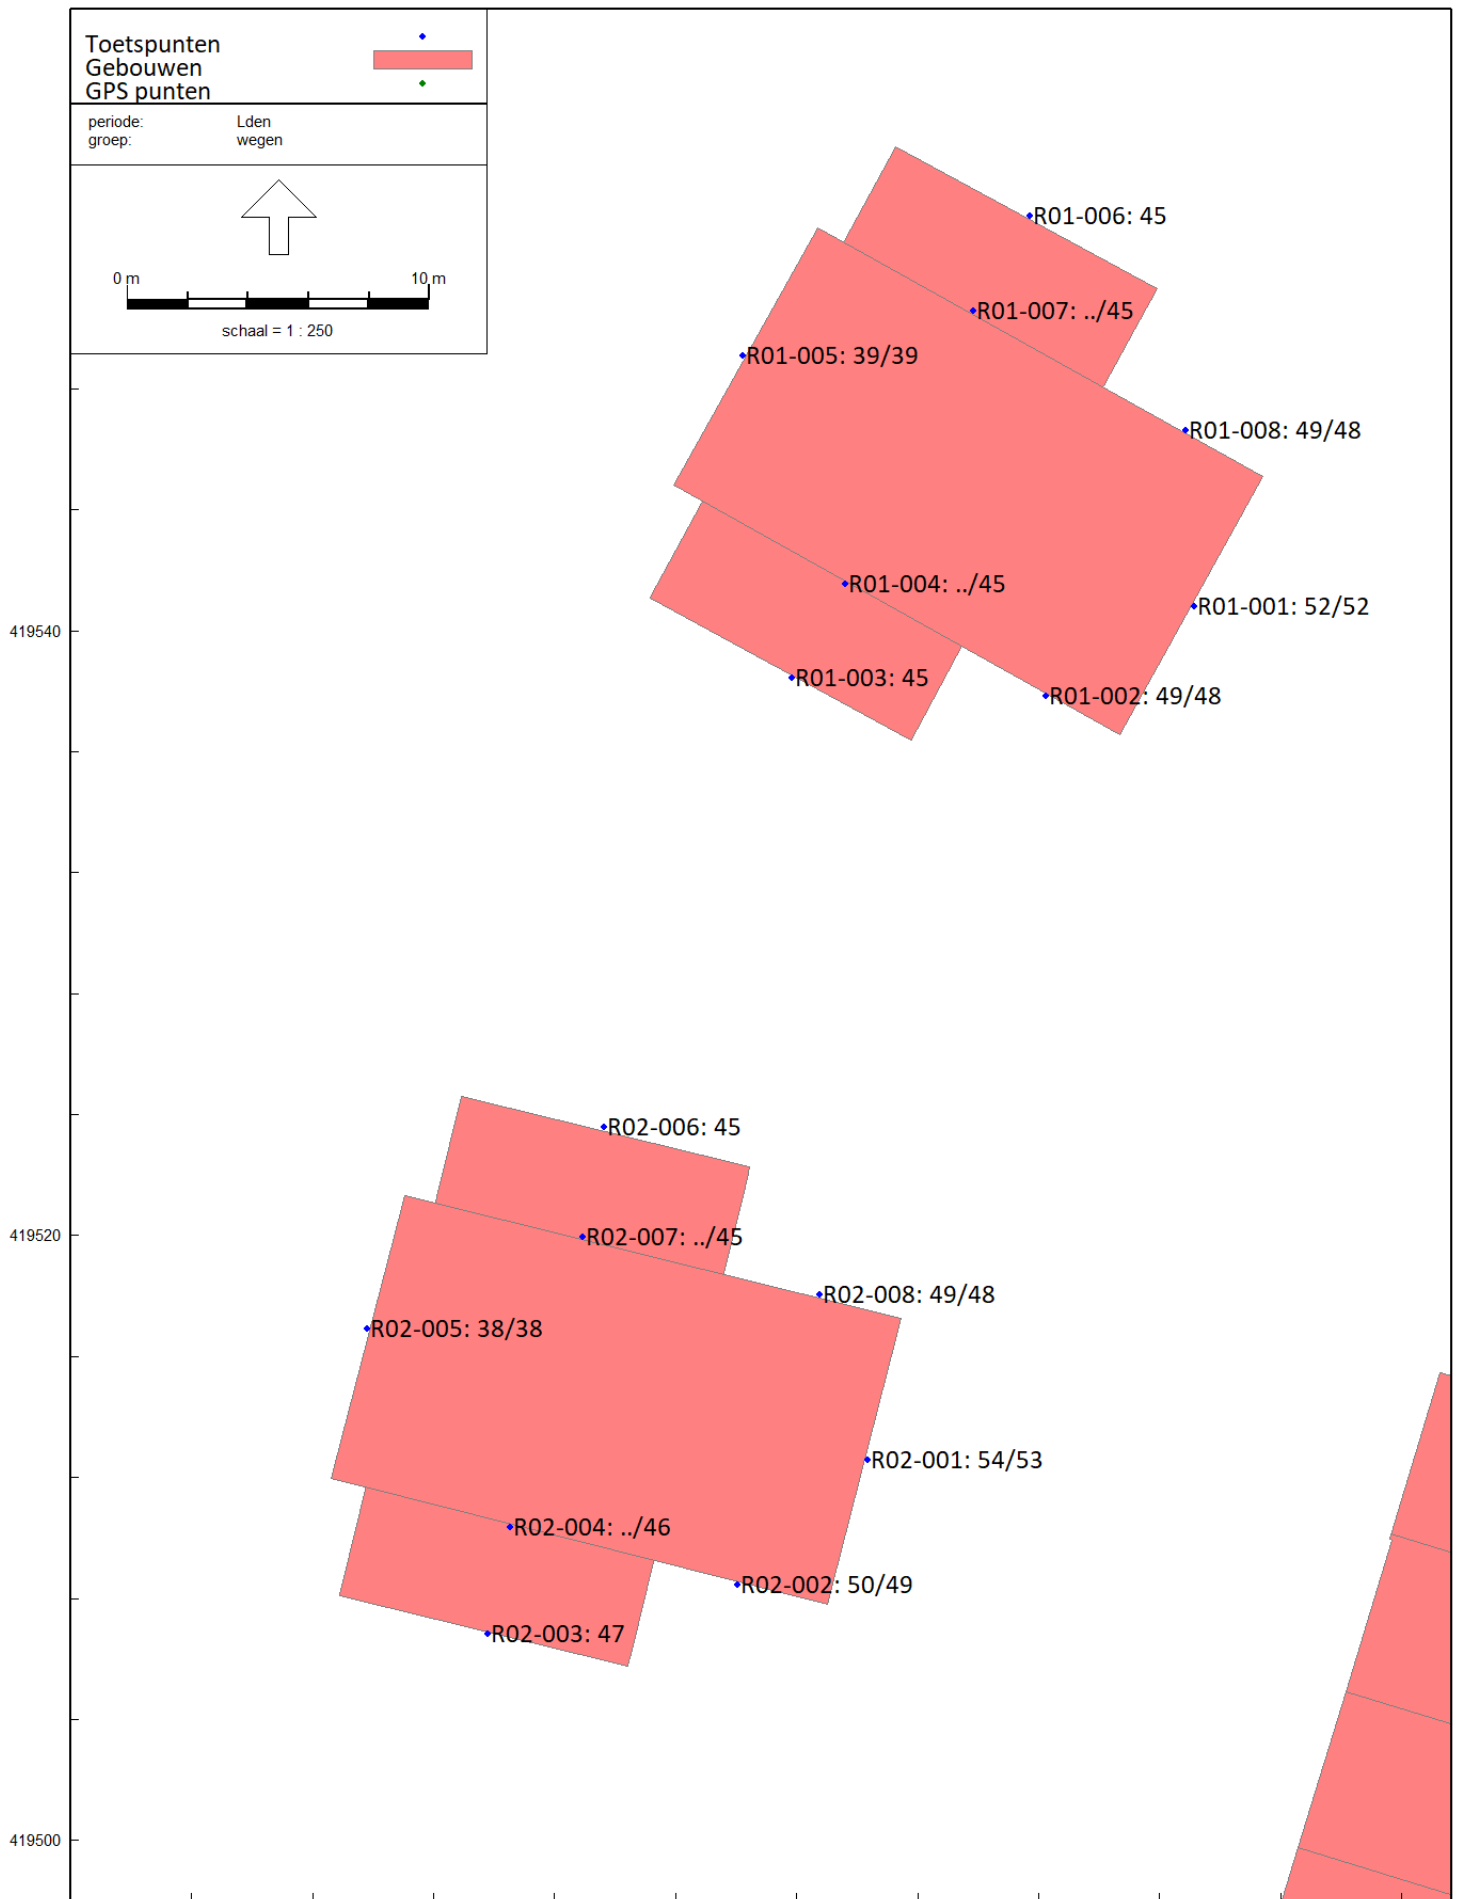 Toetspunten
Gebouwen
GPS punten
periode: Lden
groep: wegen
0 m 10 m
schaal = 1 : 250
R01-006: 45
R01-007: ../45
R01-005: 39/39
R01-008: 49/48
R01-004: ../45
R01-001: 52/52
419540
R01-003: 45
R01-002: 49/48
R02-006: 45
419520
R02-007: ../45
R02-008: 49/48
R02-005: 38/38
R02-001: 54/53
R02-004: ../46
R02-002: 50/49
R02-003: 47
419500